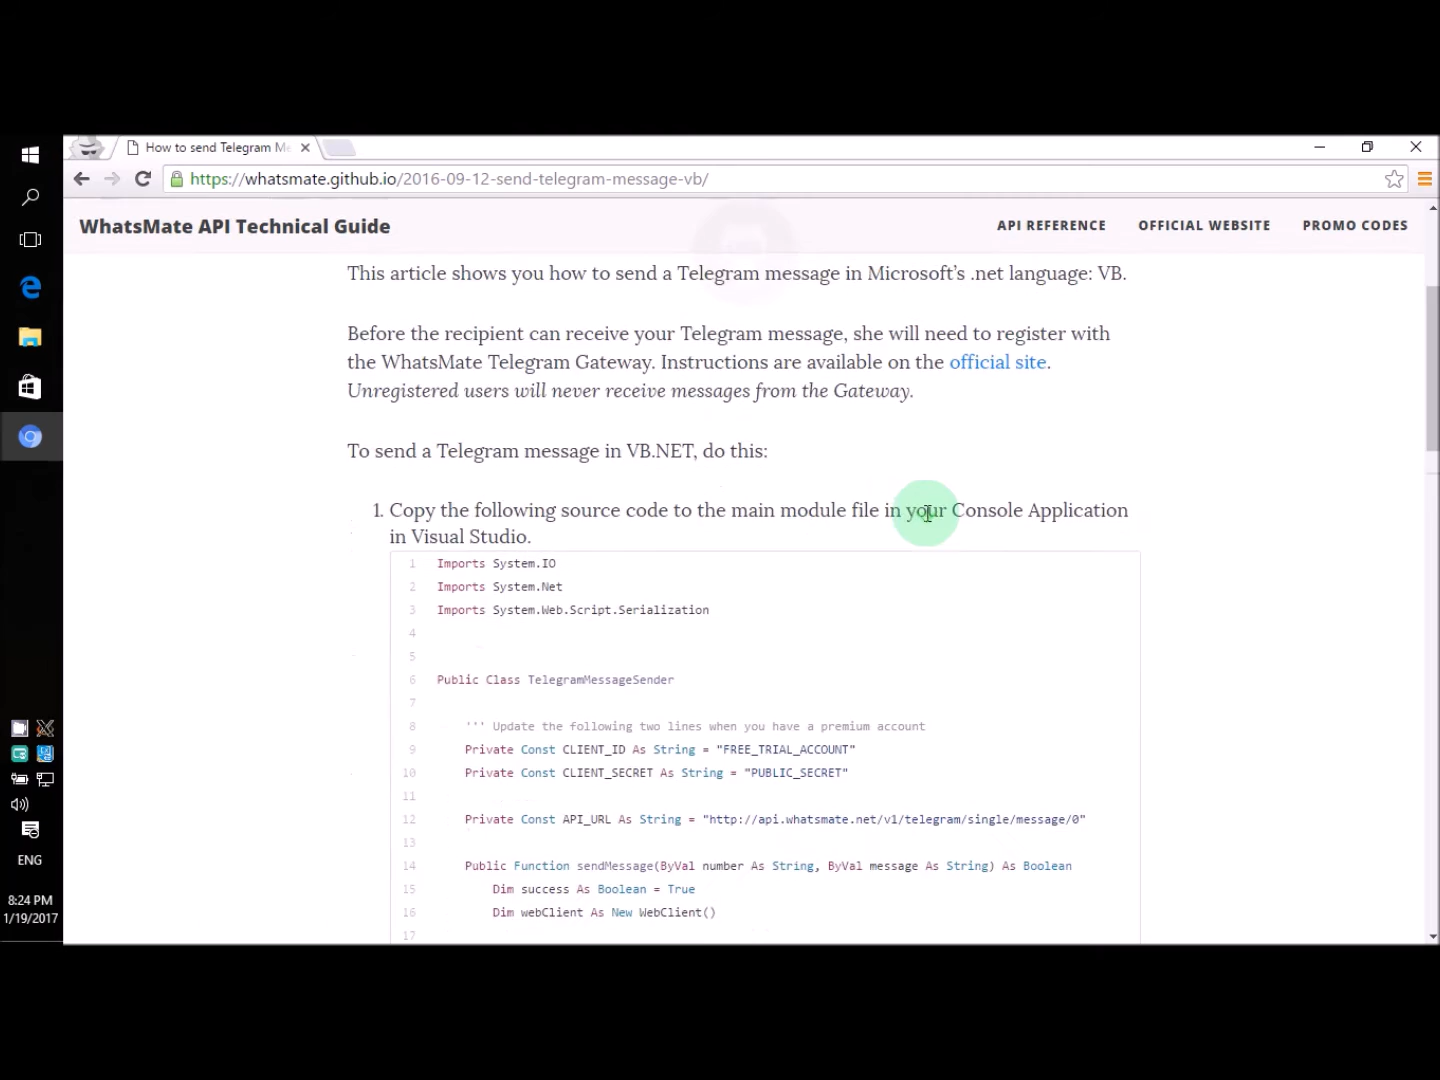 How to send Telegram Me
https://whatsmate.github.io/2016-09-12-send-telegram-message-vb/
WhatsMate API Technical Guide
API REFERENCE
OFFICIAL WEBSITE
PROMO CODES
This article shows you how to send a Telegram message in Microsoft's .net language: VB.
Before the recipient can receive your Telegram message, she will need to register with
the WhatsMate Telegram Gateway. Instructions are available on the official site.
Unregistered users will never receive messages from the Gateway.
To send a Telegram message in VB.NET, do this:
1. Copy the following source code to the main module file in your Console Application
in Visual Studio.
1 Imports System.IO
2 Imports System.Net
3 Imports System.Web.Script.Serialization
4
5
6 Public Class TelegramMessageSender
7
8 ''' Update the following two lines when you have a premium account
9 Private Const CLIENT_ID As String = "FREE_TRIAL_ACCOUNT"
10 Private Const CLIENT_SECRET As String = "PUBLIC_SECRET"
11
12 Private Const API_URL As String = "http://api.whatsmate.net/v1/telegram/single/message/0"
13
14 Public Function sendMessage(ByVal number As String, ByVal message As String) As Boolean
15 Dim success As Boolean = True
16 Dim webClient As New WebClient()
17
ENG
8:24 PM
1/19/2017